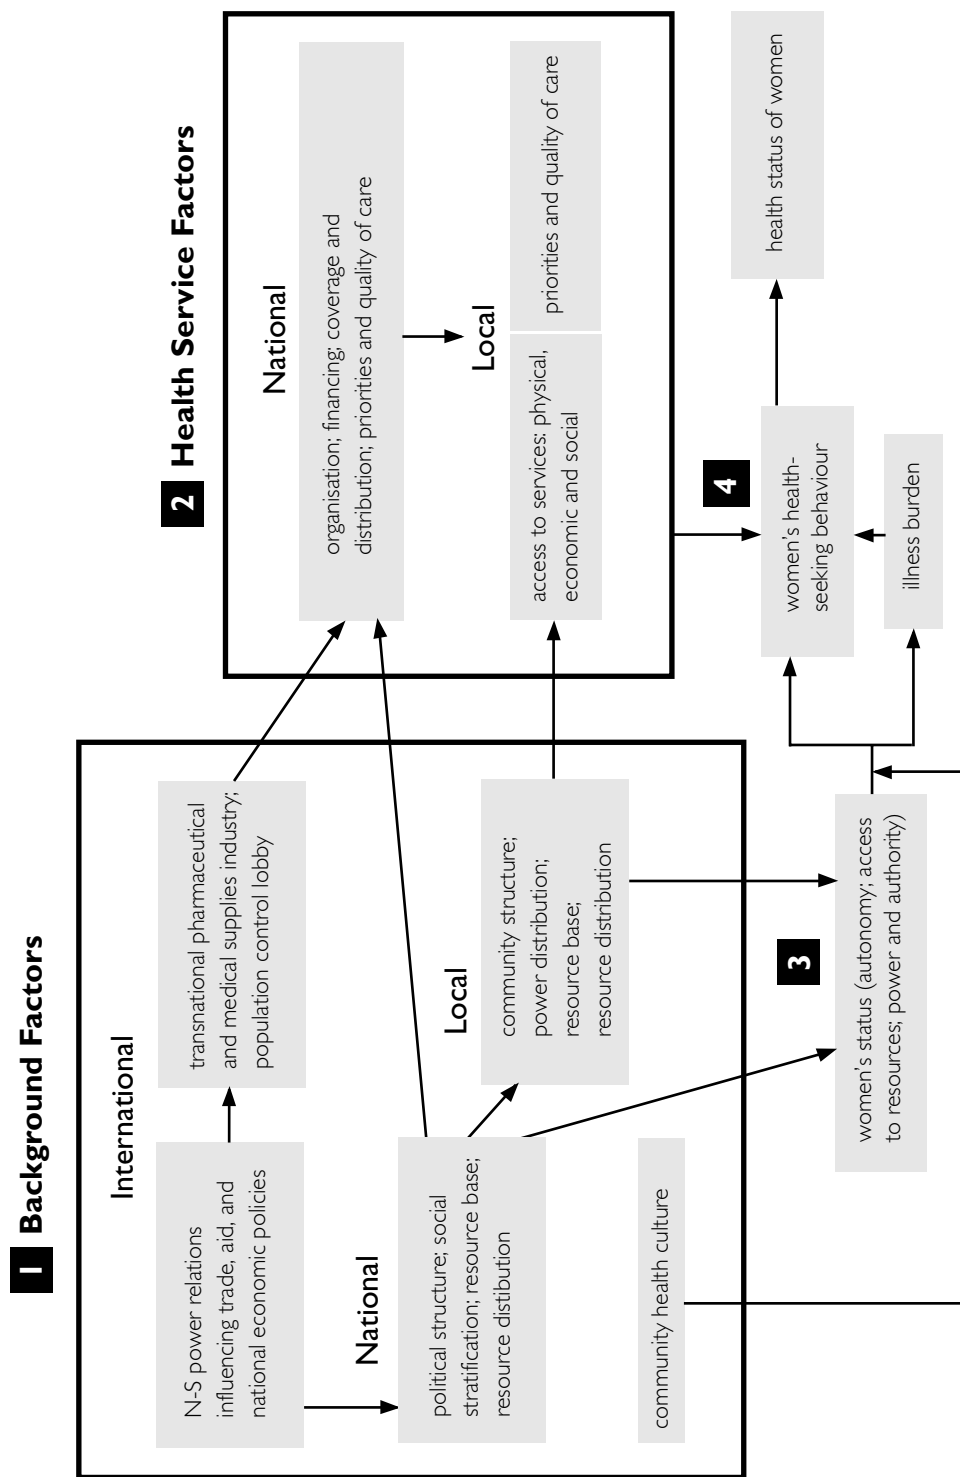 1 Background Factors
International
N-S power relations
influencing trade, aid, and
national economic policies
transnational pharmaceutical
and medical supplies industry;
population control lobby
National
political structure; social
stratification; resource base;
resource distibution
Local
community structure;
power distribution;
resource base;
resource distribution
community health culture
2 Health Service Factors
National
organisation; financing; coverage and
distribution; priorities and quality of care
Local
access to services: physical,
economic and social
priorities and quality of care
3
women's status (autonomy; access
to resources; power and authority)
4
women's health-
seeking behaviour
illness burden
health status of women